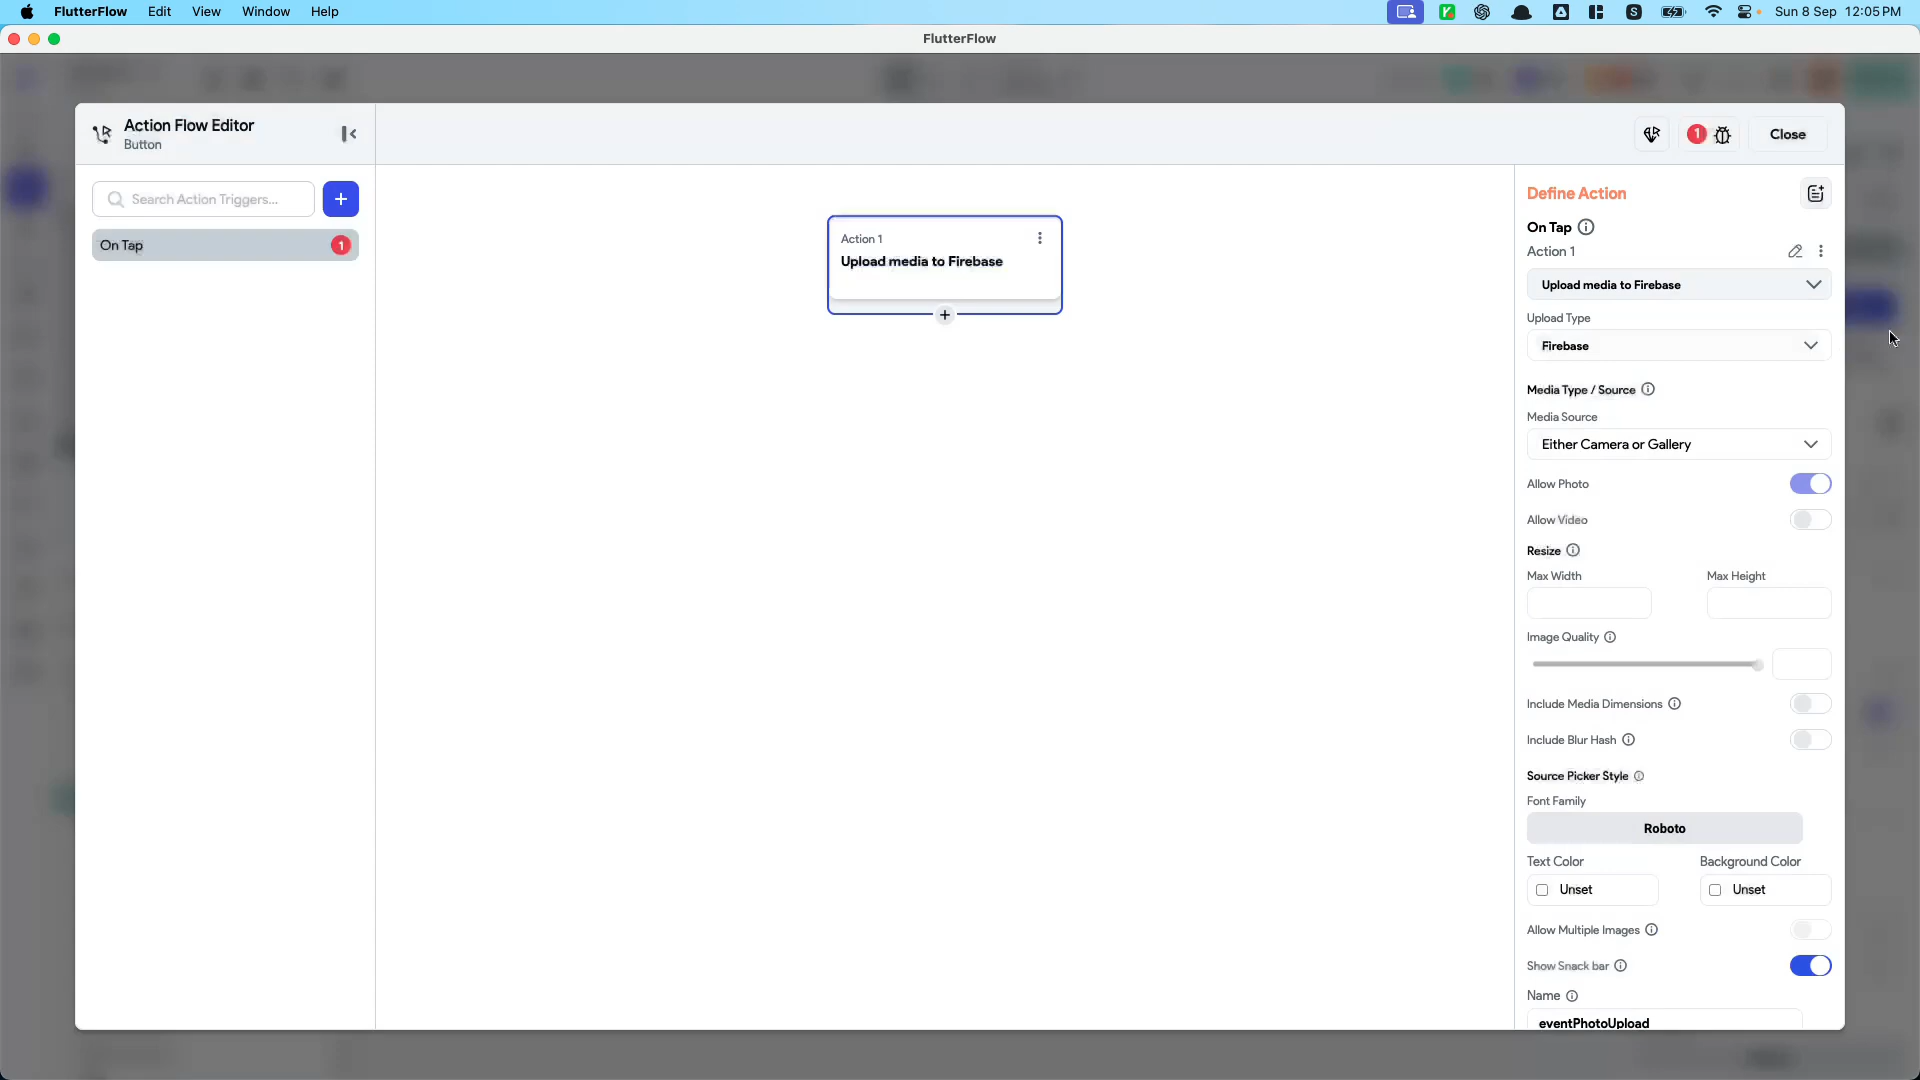 FlutterFlow Edit View Window Help
Sun 8 Sep 12:05 PM
FlutterFlow
Action Flow Editor
Button
1
Close
Search Action Triggers...
On Tap
1
Action 1
Upload media to Firebase
Define Action
On Tap
Action 1
Upload media to Firebase
Upload Type
Firebase
Media Type / Source
Media Source
Either Camera or Gallery
Allow Photo
Allow Video
Resize
Max Width Max Height
Image Quality
Include Media Dimensions
Include Blur Hash
Source Picker Style
Font Family
Roboto
Text Color Background Color
Unset Unset
Allow Multiple Images
Show Snack bar
Name
eventPhotoUpload